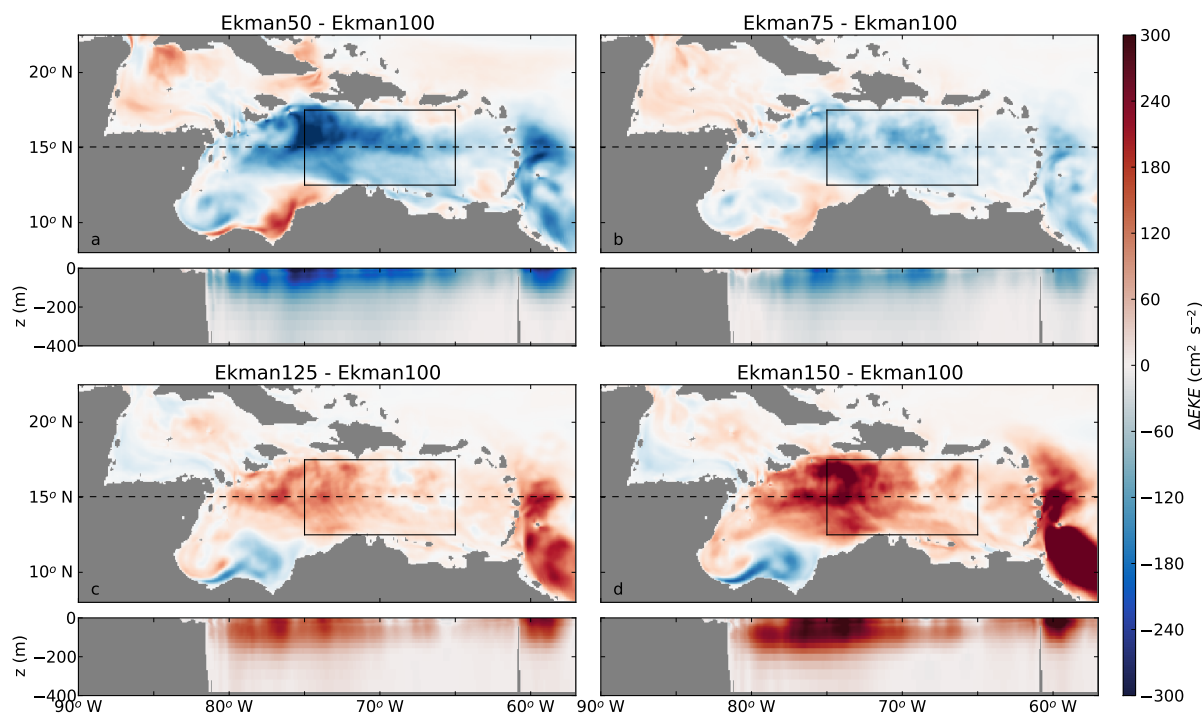 Ekman50 - Ekman100
Ekman75 - Ekman100
20° N
15° N
10° N
a
b
0
−200
−400
z (m)
Ekman125 - Ekman100
Ekman150 - Ekman100
20° N
15° N
10° N
c
d
0
−200
−400
z (m)
90° W
80° W
70° W
60° W
90° W
80° W
70° W
60° W
300
240
180
120
60
0
−60
−120
−180
−240
−300
ΔEKE (cm² s⁻²)